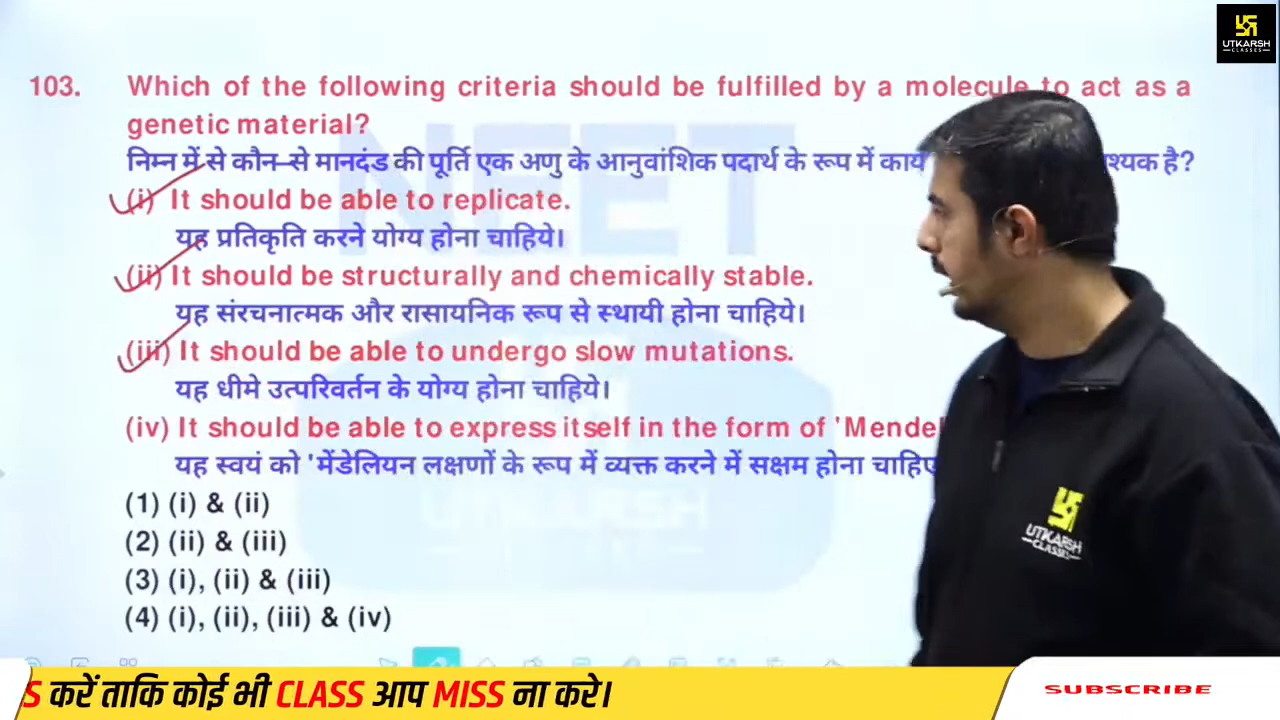 UTKARSH
CLASSES
103. Which of the following criteria should be fulfilled by a molecule to act as a
genetic material?
निम्न में से कौन-से मानदंड की पूर्ति एक अणु के आनुवांशिक पदार्थ के रूप में है?
(i) It should be able to replicate.
यह प्रतिकृति करने योग्य होना चाहिये।
(ii) It should be structurally and chemically stable.
यह संरचनात्मक और रासायनिक रूप से स्थायी होना चाहिये।
(iii) It should be able to undergo slow mutations.
यह धीमे उत्परिवर्तन के योग्य होना चाहिये।
(iv) It should be able to express itself in the form of
यह स्वयं को 'मेंडेलियन लक्षणों के रूप में व्यक्त करने में सक्षम होना
(1) (i) & (ii)
(2) (ii) & (iii)
(3) (i), (ii) & (iii)
(4) (i), (ii), (iii) & (iv)
NEET
UTKARSH
UTKARSH
CLASSES
करें ताकि कोई भी CLASS आप MISS ना करे।
SUBSCRIBE